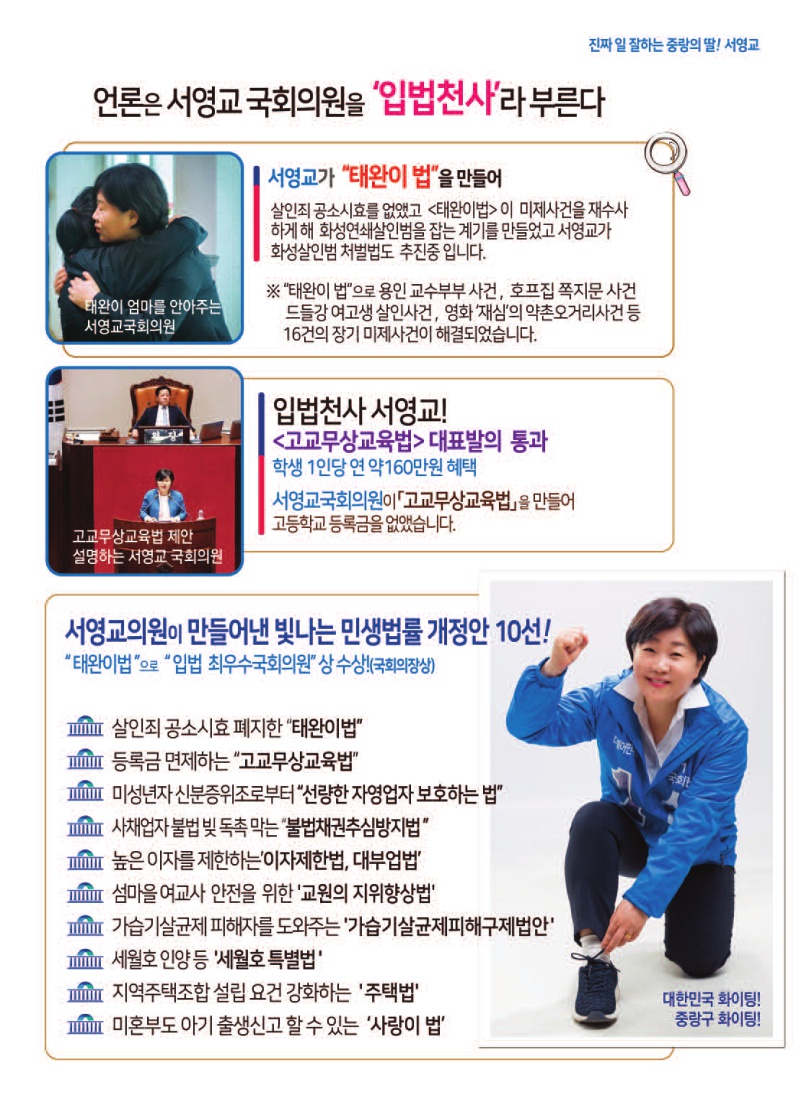 진짜 일 잘하는 중랑의 딸! 서영교
언론은 서영교 국회의원을 '입법천사'라 부른다
서영교가 "태완이 법"을 만들어
살인죄 공소시효를 없앴고 <태완이법> 이 미제사건을 재수사
하게 해 화성연쇄살인범을 잡는 계기를 만들었고 서영교가
화성살인범 처벌법도 추진중 입니다.
※ "태완이 법"으로 용인 교수부부 사건 , 호프집 쪽지문 사건
드들강 여고생 살인사건 , 영화 '재심'의 약촌오거리사건 등
16건의 장기 미제사건이 해결되었습니다.
태완이 엄마를 안아주는
서영교국회의원
입법천사 서영교!
<고교무상교육법> 대표발의 통과
학생 1인당 연 약160만원 혜택
서영교국회의원이「고교무상교육법」을 만들어
고등학교 등록금을 없앴습니다.
고교무상교육법 제안
설명하는 서영교 국회의원
서영교의원이 만들어낸 빛나는 민생법률 개정안 10선!
"태완이법"으로 "입법 최우수국회의원"상 수상!(국회의장상)
살인죄 공소시효 폐지한 "태완이법"
등록금 면제하는 "고교무상교육법"
미성년자 신분증위조로부터 "선량한 자영업자 보호하는 법"
사채업자 불법 빚 독촉 막는 "불법채권추심방지법"
높은 이자를 제한하는'이자제한법, 대부업법'
섬마을 여교사 안전을 위한 '교원의 지위향상법'
가습기살균제 피해자를 도와주는 '가습기살균제피해구제법안'
세월호 인양 등 '세월호 특별법'
지역주택조합 설립 요건 강화하는 '주택법'
미혼부도 아기 출생신고 할 수 있는 '사랑이 법'
더불어민
1
국회
대한민국 화이팅!
중랑구 화이팅!